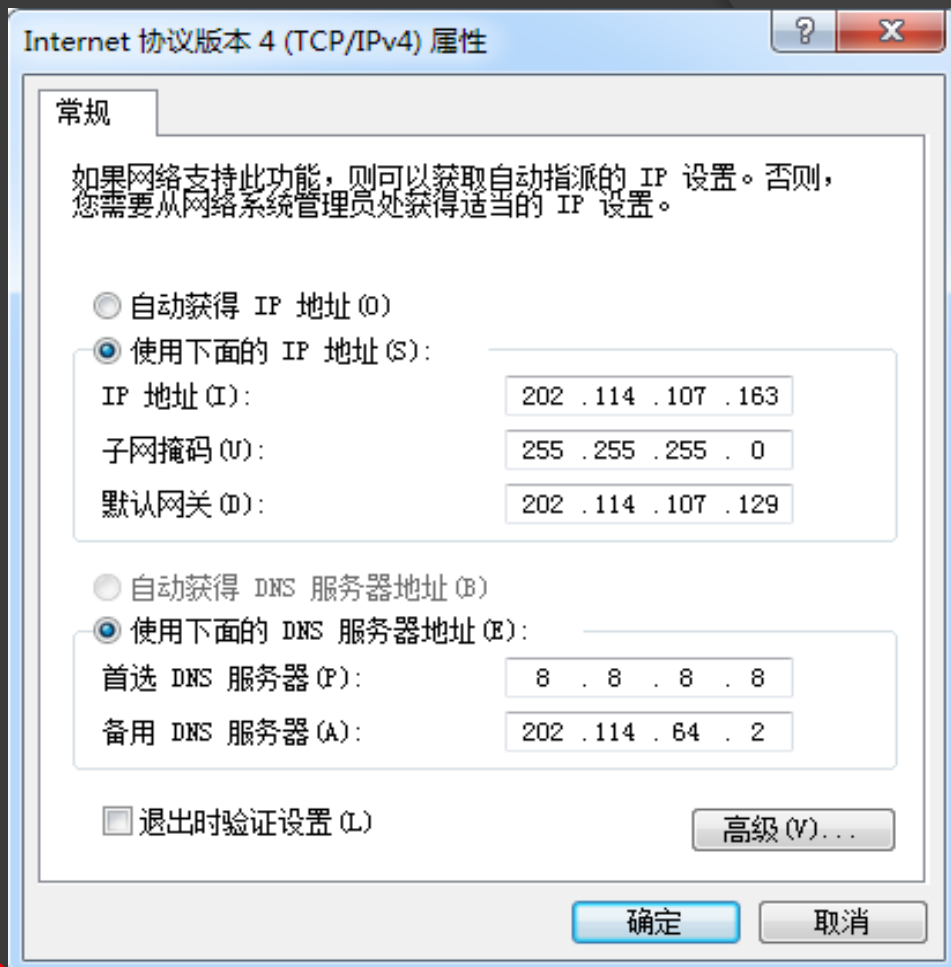 Internet 协议版本 4 (TCP/IPv4) 属性
常规
如果网络支持此功能，则可以获取自动指派的 IP 设置。否则，
您需要从网络系统管理员处获得适当的 IP 设置。
自动获得 IP 地址(O)
使用下面的 IP 地址(S):
IP 地址(I): 202 .114 .107 .163
子网掩码(U): 255 .255 .255 . 0
默认网关(D): 202 .114 .107 .129
自动获得 DNS 服务器地址(B)
使用下面的 DNS 服务器地址(E):
首选 DNS 服务器(P): 8 . 8 . 8 . 8
备用 DNS 服务器(A): 202 .114 . 64 . 2
退出时验证设置(L)
高级(V)...
确定 取消